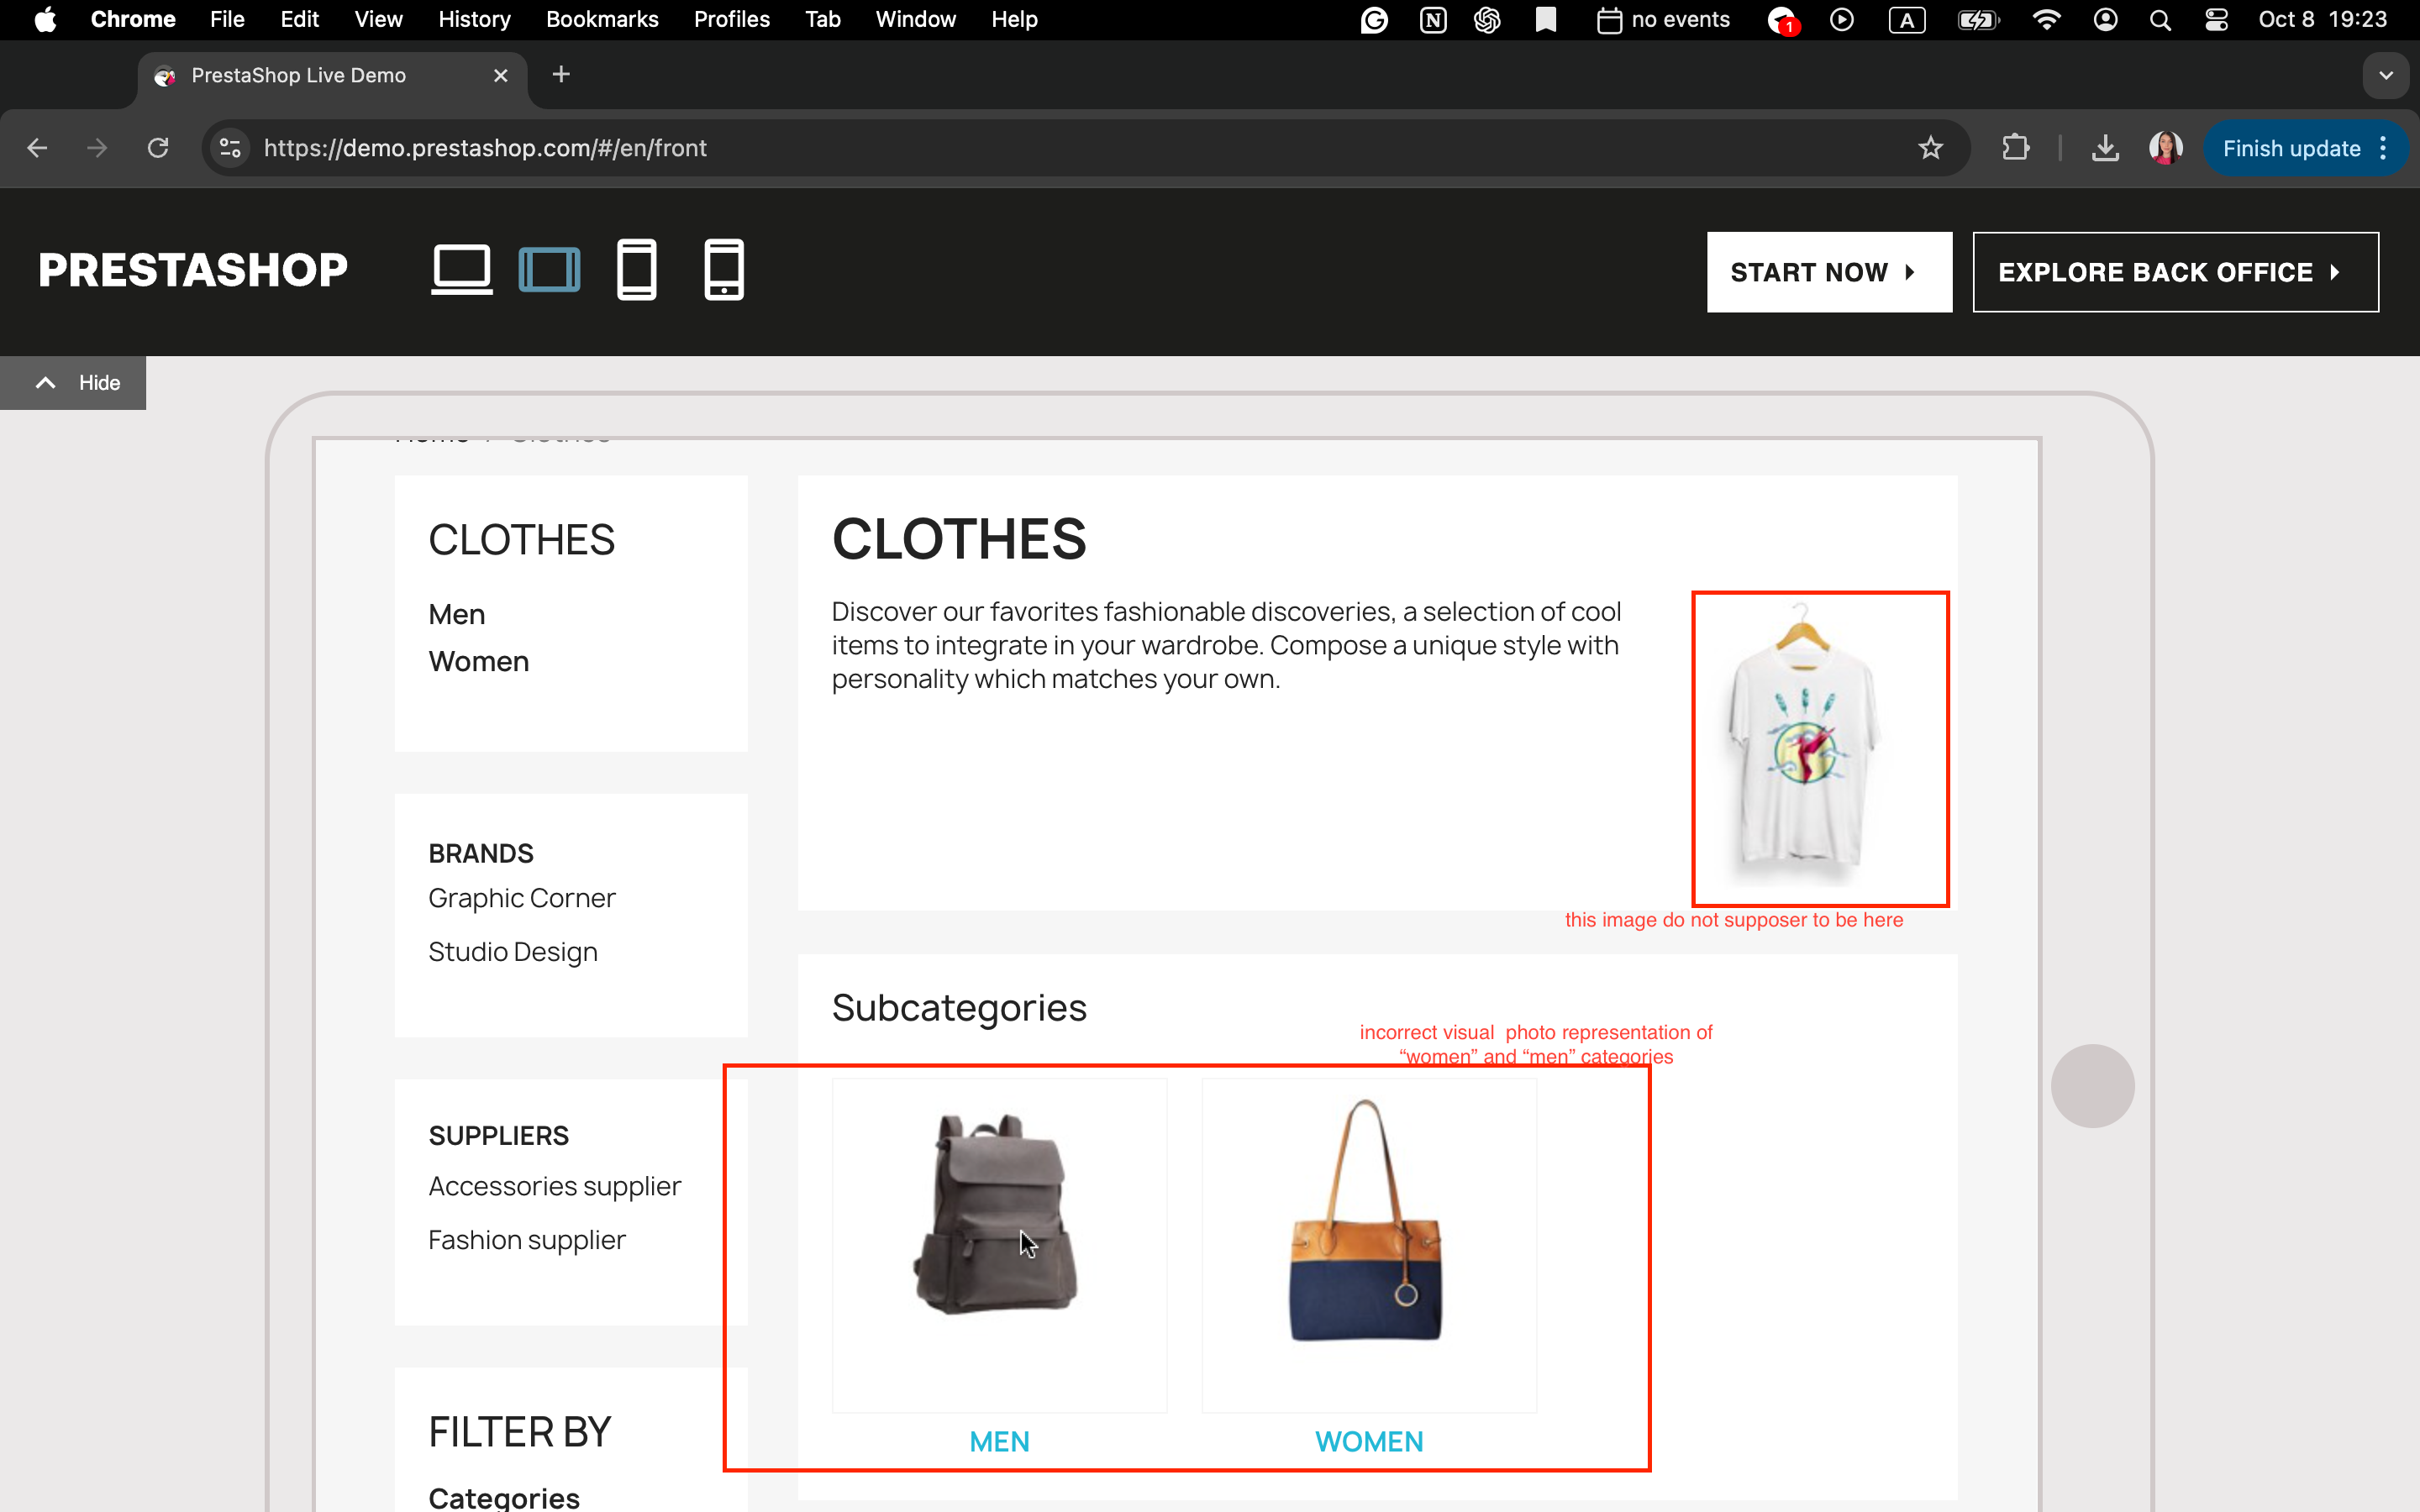 Chrome File Edit View History Bookmarks Profiles Tab Window Help no events 1 A Oct 8 19:23
PrestaShop Live Demo
https://demo.prestashop.com/#/en/front
Finish update
PRESTASHOP
START NOW
EXPLORE BACK OFFICE
Hide
Home / Clothes
CLOTHES
Men
Women
BRANDS
Graphic Corner
Studio Design
SUPPLIERS
Accessories supplier
Fashion supplier
FILTER BY
Categories
CLOTHES
Discover our favorites fashionable discoveries, a selection of cool
items to integrate in your wardrobe. Compose a unique style with
personality which matches your own.
this image do not supposer to be here
Subcategories
incorrect visual photo representation of
“women” and “men” categories
MEN
WOMEN